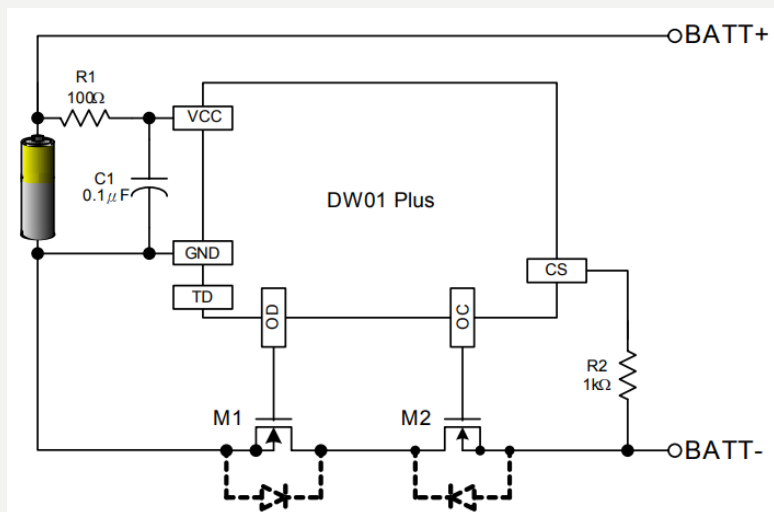 BATT+
R1
100Ω
VCC
C1
0.1μF
DW01 Plus
GND
CS
TD
OD
OC
R2
1kΩ
M1
M2
BATT-